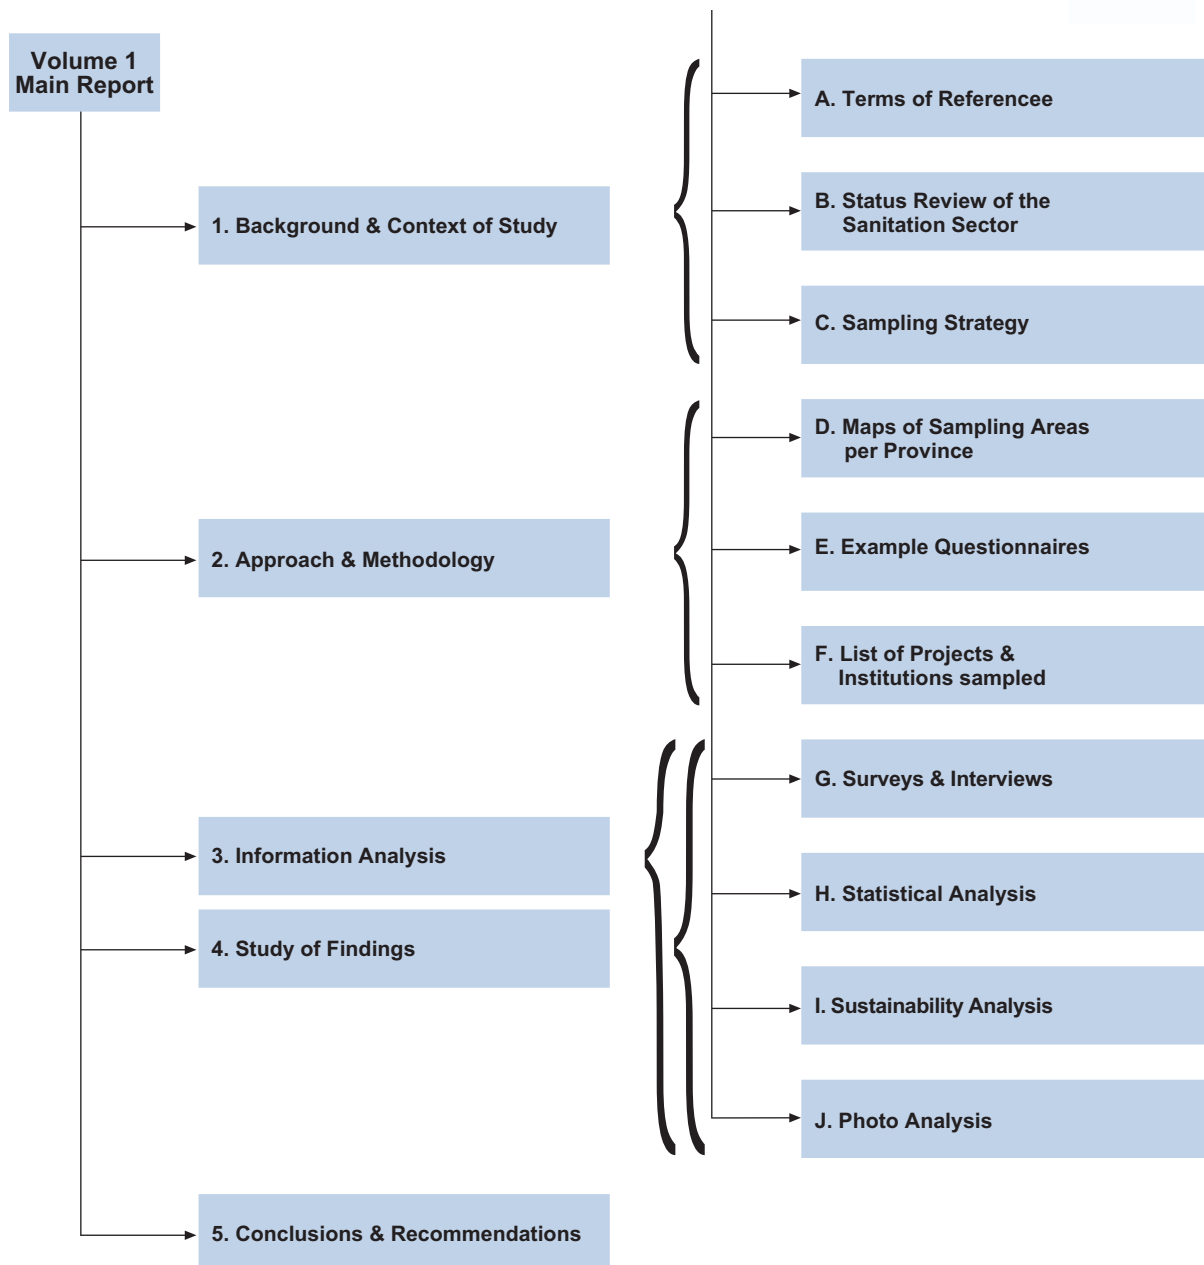 Volume 1
Main Report
1. Background & Context of Study
2. Approach & Methodology
3. Information Analysis
4. Study of Findings
5. Conclusions & Recommendations
A. Terms of Referencee
B. Status Review of the
Sanitation Sector
C. Sampling Strategy
D. Maps of Sampling Areas
per Province
E. Example Questionnaires
F. List of Projects &
Institutions sampled
G. Surveys & Interviews
H. Statistical Analysis
I. Sustainability Analysis
J. Photo Analysis